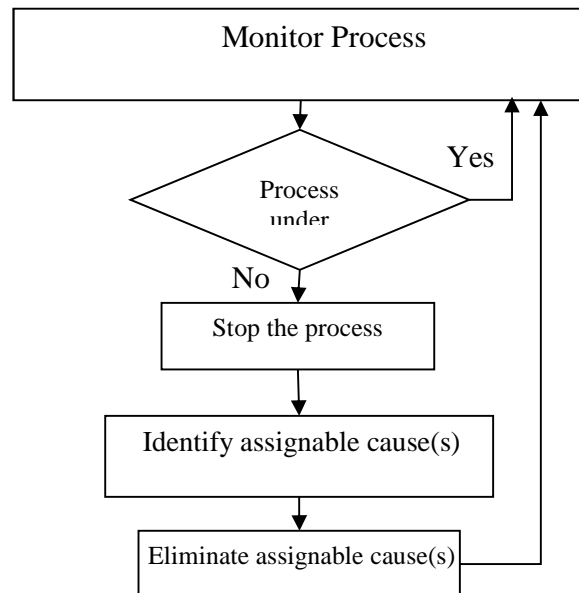 Monitor Process
Process
under
Yes
No
Stop the process
Identify assignable cause(s)
Eliminate assignable cause(s)